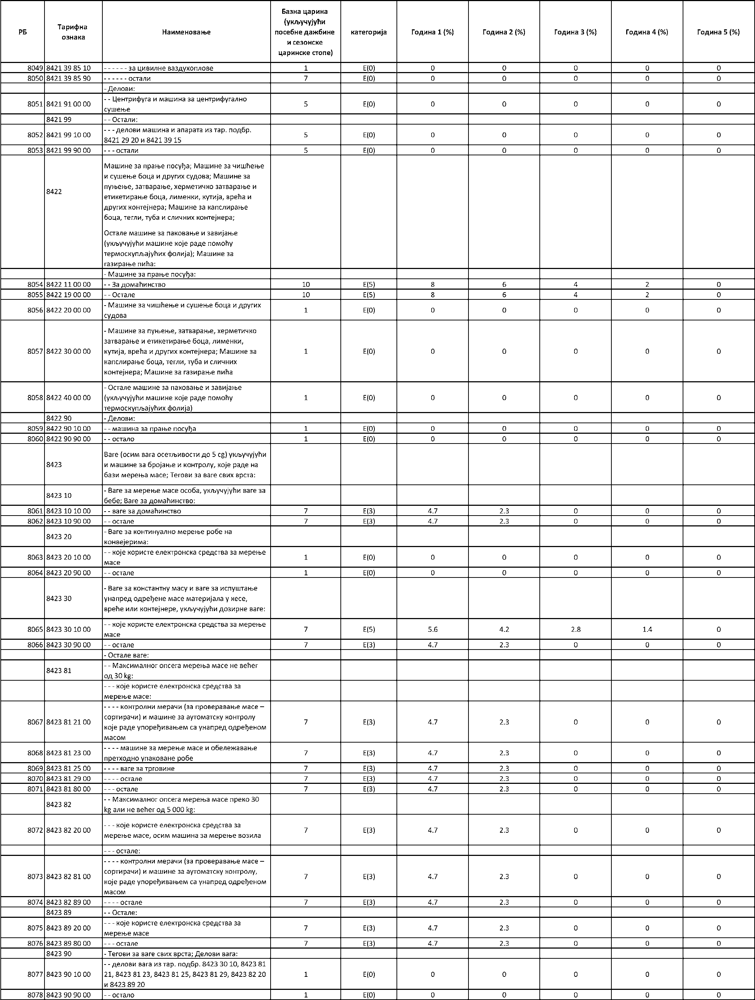 РБ Тарифна ознака Наименовање Базна царина (укључујући посебне дажбине и сезонске царинске стопе) категорија Година 1 (%) Година 2 (%) Година 3 (%) Година 4 (%) Година 5 (%)
8049 8421 39 85 10 - - - - - - за цивилне ваздухоплове 1 E(0) 0 0 0 0 0
8050 8421 39 85 90 - - - - - - остали 7 E(0) 0 0 0 0 0
- Делови:
8051 8421 91 00 00 - - Центрифуга и машина за центрифугално
сушење 5 E(0) 0 0 0 0 0
8421 99 - - Остали:
8052 8421 99 10 00 - - - делови машина и апарата из тар. подбр.
8421 29 20 и 8421 39 15 5 E(0) 0 0 0 0 0
8053 8421 99 90 00 - - - остали 5 E(0) 0 0 0 0 0
8422 Машине за прање посуђа; Машине за чишћење
и сушење боца и других судова; Машине за
пуњење, затварање, херметичко затварање и
етикетирање боца, лименки, кутија, врећа и
других контејнера; Машине за капслирање
боца, тегли, туба и сличних контејнера;
Остале машине за паковање и завијање
(укључујући машине које раде помоћу
термоскупљајућих фолија); Машине за
газирање пића:
- Машине за прање посуђа:
8054 8422 11 00 00 - - За домаћинство 10 E(5) 8 6 4 2 0
8055 8422 19 00 00 - - Остале 10 E(5) 8 6 4 2 0
8056 8422 20 00 00 - Машине за чишћење и сушење боца и других
судова 1 E(0) 0 0 0 0 0
8057 8422 30 00 00 - Машине за пуњење, затварање, херметичко
затварање и етикетирање боца, лименки,
кутија, врећа и других контејнера; Машине за
капслирање боца, тегли, туба и сличних
контејнера; Машине за газирање пића 1 E(0) 0 0 0 0 0
8058 8422 40 00 00 - Остале машине за паковање и завијање
(укључујући машине које раде помоћу
термоскупљајућих фолија) 1 E(0) 0 0 0 0 0
8422 90 - Делови:
8059 8422 90 10 00 - - машина за прање посуђа 1 E(0) 0 0 0 0 0
8060 8422 90 90 00 - - остало 1 E(0) 0 0 0 0 0
8423 Ваге (осим вага осетљивости до 5 cg) укључујући
и машине за бројање и контролу, које раде на
бази мерења масе; Тегови за ваге свих врста:
8423 10 - Ваге за мерење масе особа, укључујући ваге за
бебе; Ваге за домаћинство:
8061 8423 10 10 00 - - ваге за домаћинство 7 E(3) 4.7 2.3 0 0 0
8062 8423 10 90 00 - - остале 7 E(3) 4.7 2.3 0 0 0
8423 20 - Ваге за континуално мерење робе на
конвејерима:
8063 8423 20 10 00 - - које користе електронска средства за мерење
масе 1 E(0) 0 0 0 0 0
8064 8423 20 90 00 - - остале 1 E(0) 0 0 0 0 0
8423 30 - Ваге за константну масу и ваге за испуштање
унапред одређене масе материјала у кесе,
вреће или контејнере, укључујући дозирне ваге:
8065 8423 30 10 00 - - које користе електронска средства за мерење
масе 7 E(5) 5.6 4.2 2.8 1.4 0
8066 8423 30 90 00 - - остале 7 E(3) 4.7 2.3 0 0 0
- Остале ваге:
8423 81 - - Максималног опсега мерења масе не већег
од 30 kg:
- - - које користе електронска средства за
мерење масе:
8067 8423 81 21 00 - - - - контролни мерачи (за проверавање масе –
сортирачи) и машине за аутоматску контролу
које раде упоређивањем са унапред одређеном
масом 7 E(3) 4.7 2.3 0 0 0
8068 8423 81 23 00 - - - - машине за мерење масе и обележавање
претходно упаковане робе 7 E(3) 4.7 2.3 0 0 0
8069 8423 81 25 00 - - - - ваге за трговине 7 E(3) 4.7 2.3 0 0 0
8070 8423 81 29 00 - - - - остале 7 E(3) 4.7 2.3 0 0 0
8071 8423 81 80 00 - - - остале 7 E(3) 4.7 2.3 0 0 0
8423 82 - - Максималног опсега мерења масе преко 30
kg али не већег од 5 000 kg:
8072 8423 82 20 00 - - - које користе електронска средства за
мерење масе, осим машина за мерење возила 7 E(3) 4.7 2.3 0 0 0
- - - остале:
8073 8423 82 81 00 - - - - контролни мерачи (за проверавање масе –
сортирачи) и машине за аутоматску контролу,
које раде упоређивањем са унапред одређеном
масом 7 E(3) 4.7 2.3 0 0 0
8074 8423 82 89 00 - - - - остале 7 E(3) 4.7 2.3 0 0 0
8423 89 - - Остале:
8075 8423 89 20 00 - - - које користе електронска средства за
мерење масе 7 E(3) 4.7 2.3 0 0 0
8076 8423 89 80 00 - - - остале 7 E(3) 4.7 2.3 0 0 0
8423 90 - Тегови за ваге свих врста; Делови вага:
8077 8423 90 10 00 - - делови вага из тар. подбр. 8423 30 10, 8423 81
21, 8423 81 23, 8423 81 25, 8423 81 29, 8423 82 20
и 8423 89 20 1 E(0) 0 0 0 0 0
8078 8423 90 90 00 - - остало 1 E(0) 0 0 0 0 0